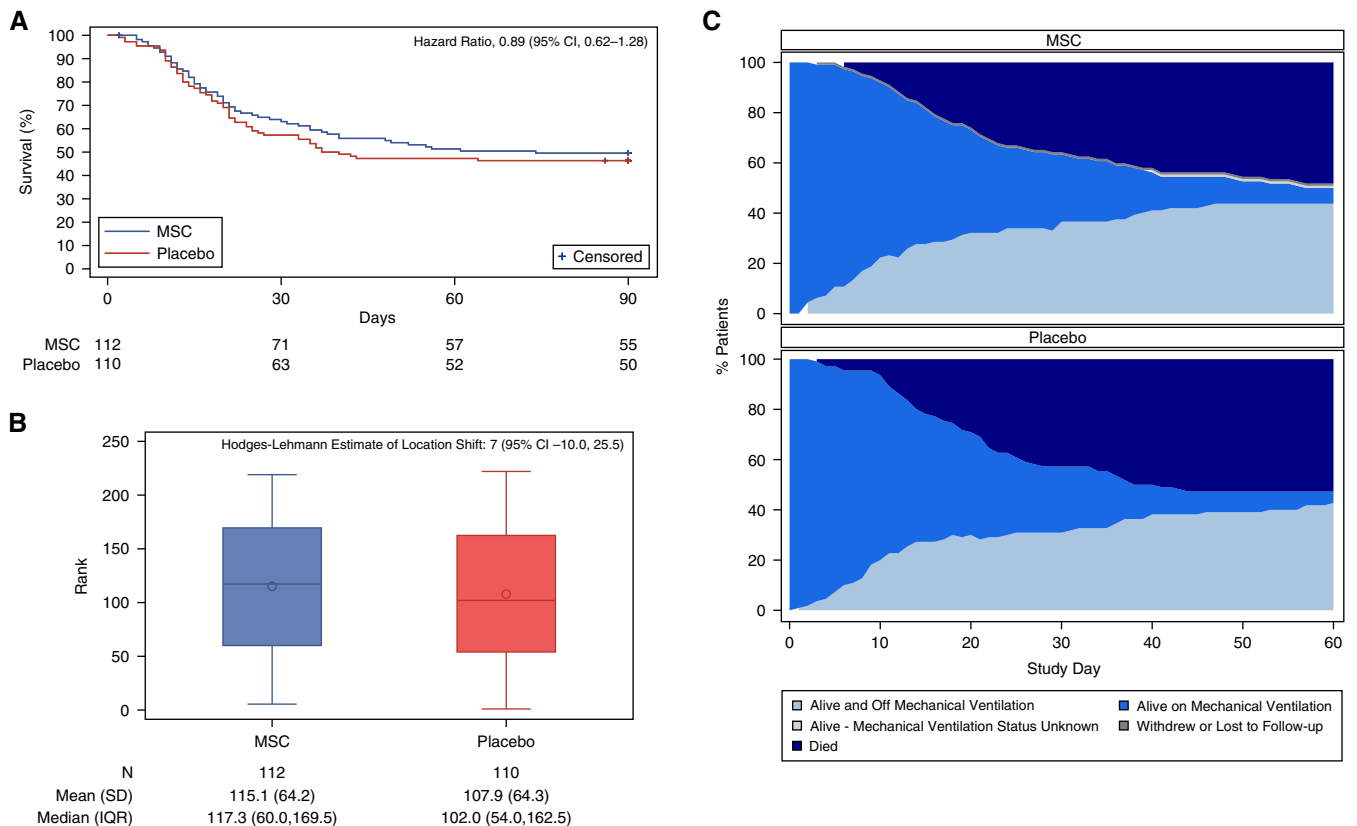 A
Hazard Ratio, 0.89 (95% CI, 0.62–1.28)
100
90
80
70
60
50
40
30
20
10
0
Survival (%)
MSC
Placebo
+ Censored
0 30 60 90
Days
MSC 112 71 57 55
Placebo 110 63 52 50
B
Hodges-Lehmann Estimate of Location Shift: 7 (95% CI –10.0, 25.5)
250
200
150
100
50
0
Rank
MSC Placebo
N 112 110
Mean (SD) 115.1 (64.2) 107.9 (64.3)
Median (IQR) 117.3 (60.0,169.5) 102.0 (54.0,162.5)
C
MSC
100
80
60
40
20
0
% Patients
Placebo
100
80
60
40
20
0
0 10 20 30 40 50 60
Study Day
Alive and Off Mechanical Ventilation Alive on Mechanical Ventilation
Alive - Mechanical Ventilation Status Unknown Withdrew or Lost to Follow-up
Died